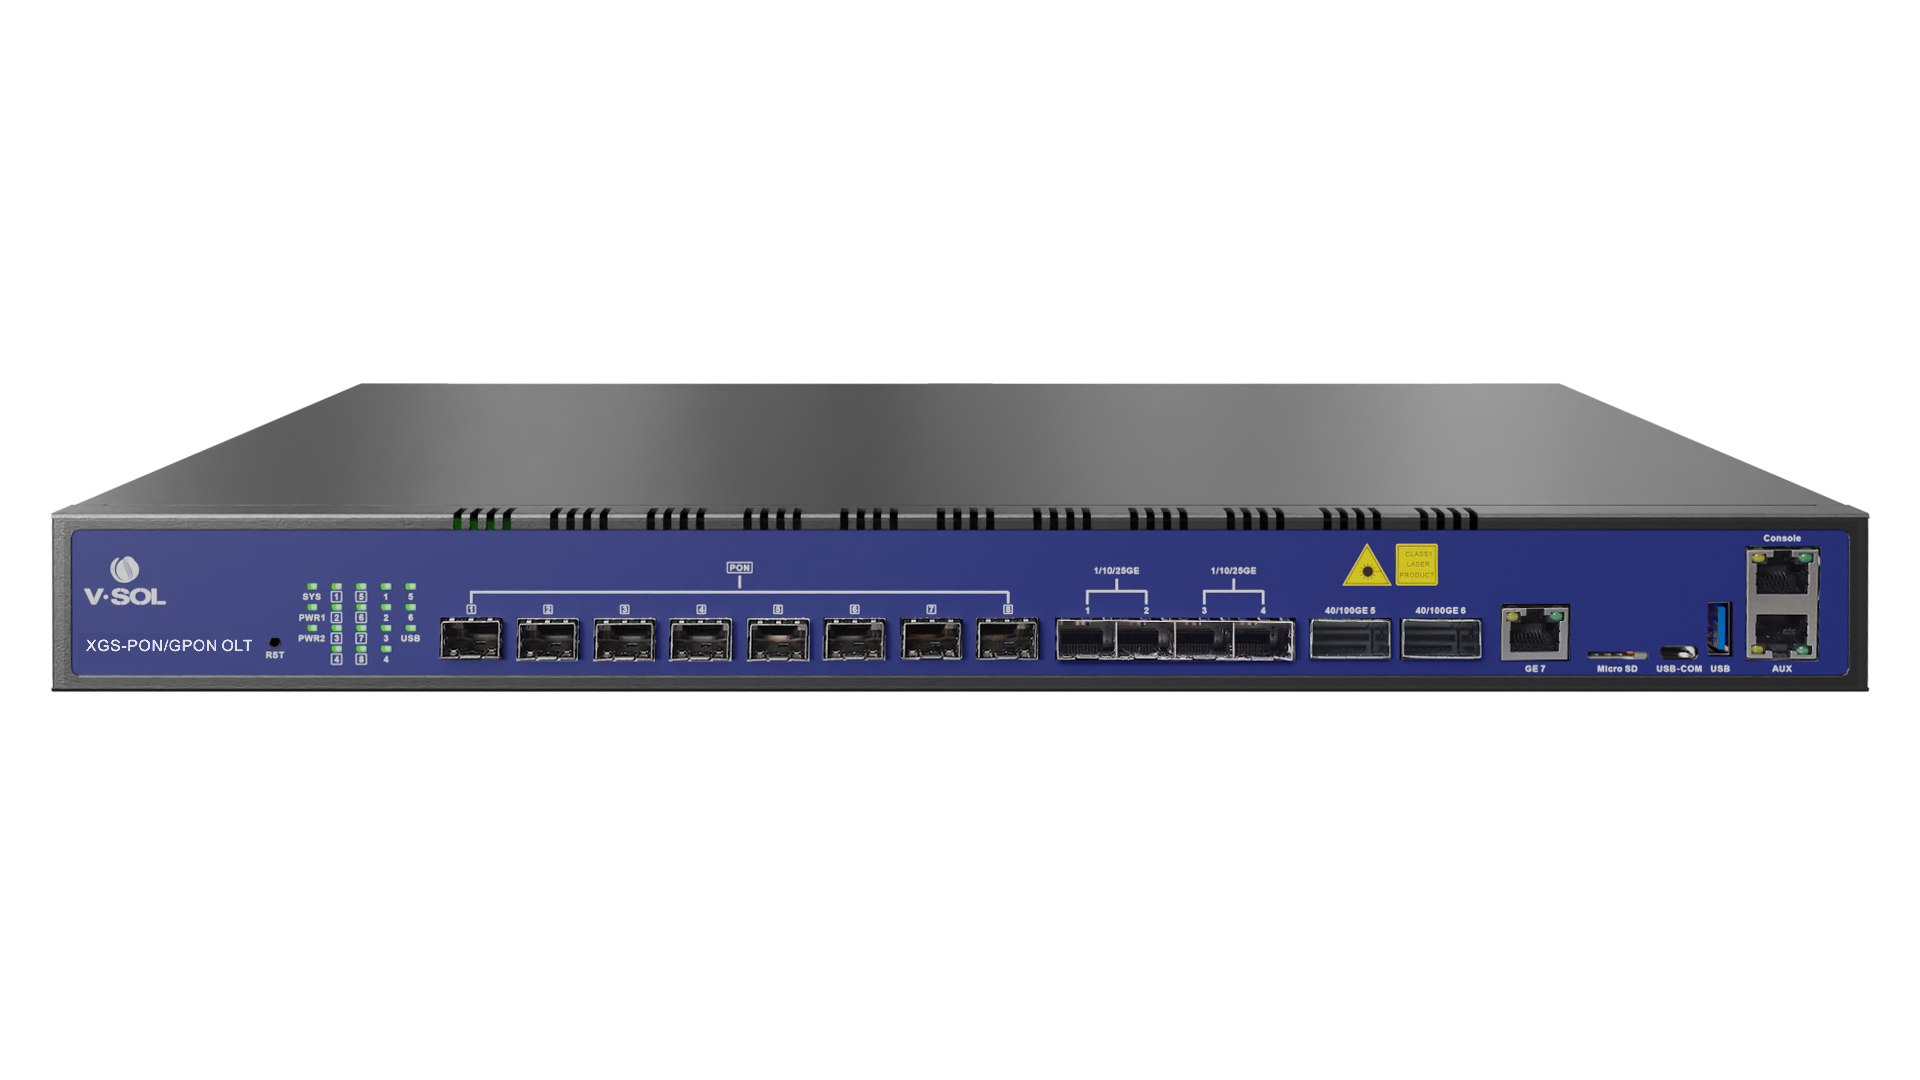 V·SOL
XGS-PON/GPON OLT
RST
SYS 1 5 1 5
PWR1 2 6 2 6
PWR2 3 7 3 USB
4 8 4
PON
1 2 3 4 5 6 7 8
1/10/25GE
1 2
1/10/25GE
3 4
CLASS1
LASER
PRODUCT
40/100GE 5
40/100GE 6
GE 7
Micro SD
USB-COM
USB
Console
AUX